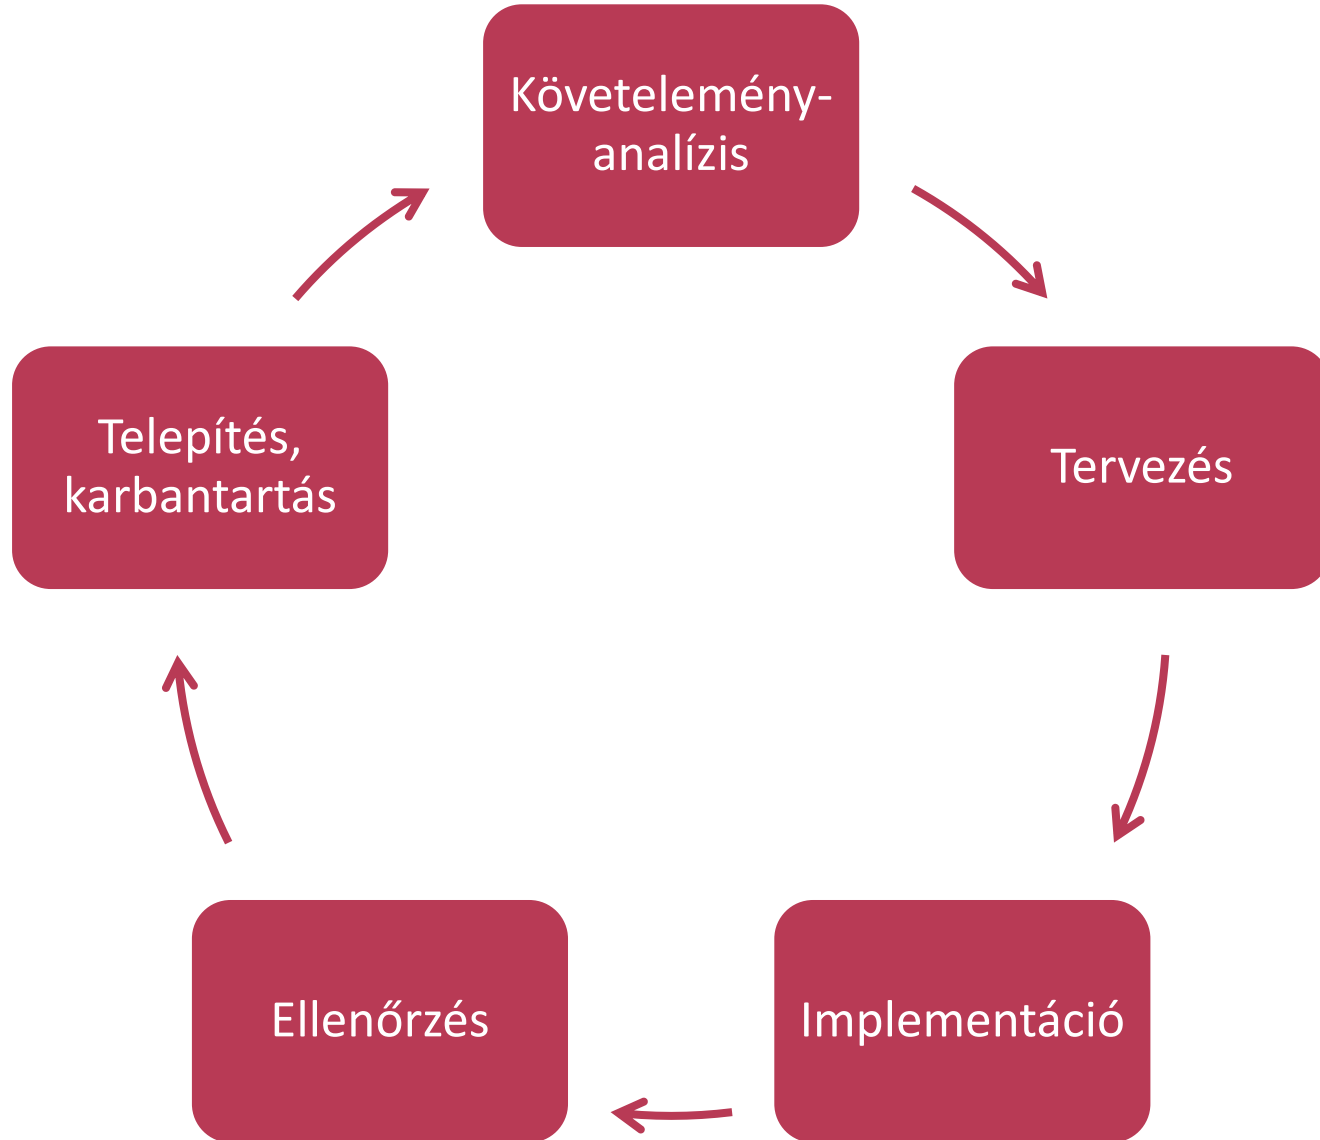 Követelemény-
analízis
Telepítés,
karbantartás
Tervezés
Ellenőrzés
Implementáció